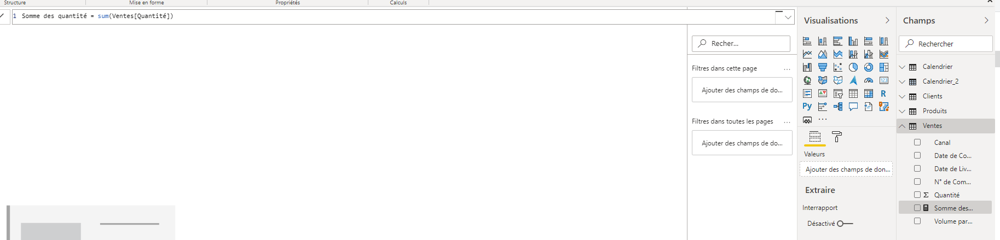 Structure
Mise en forme
Propriétés
Calculs
1 Somme des quantité = sum(Ventes[Quantité])
Recher...
Filtres dans cette page ...
Ajouter des champs de do...
Filtres dans toutes les pages ...
Ajouter des champs de do...
Visualisations
123
R
Py
...
Valeurs
Ajouter des champs de don...
Extraire
Interrapport
Désactivé
Champs
Rechercher
Calendrier
Calendrier_2
Clients
Produits
Ventes
Canal
Date de Co...
Date de Liv...
N° de Com...
Σ Quantité
Somme des...
Volume par...